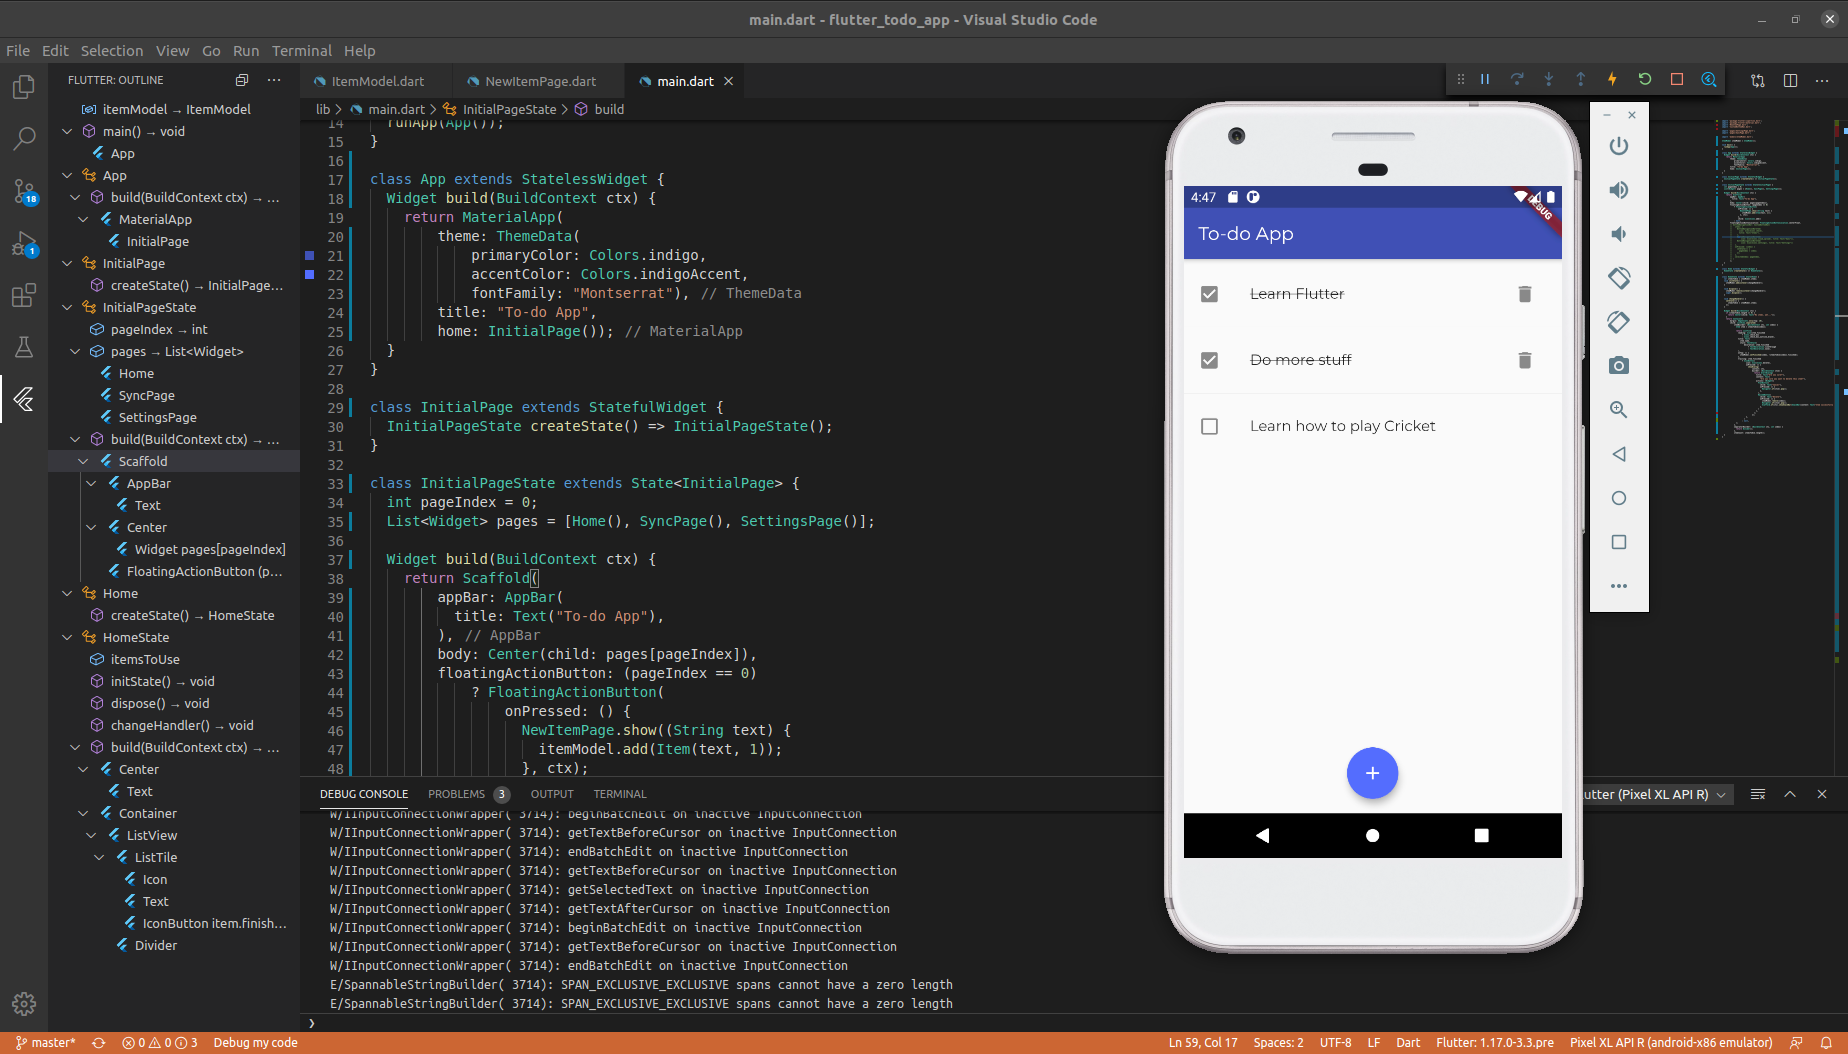 main.dart - flutter_todo_app - Visual Studio Code
File Edit Selection View Go Run Terminal Help
FLUTTER: OUTLINE
itemModel → ItemModel
main() → void
App
App
build(BuildContext ctx) → ...
MaterialApp
InitialPage
InitialPage
createState() → InitialPage...
InitialPageState
pageIndex → int
pages → List<Widget>
Home
SyncPage
SettingsPage
build(BuildContext ctx) → ...
Scaffold
AppBar
Text
Center
Widget pages[pageIndex]
FloatingActionButton (p...
Home
createState() → HomeState
HomeState
itemsToUse
initState() → void
dispose() → void
changeHandler() → void
build(BuildContext ctx) → ...
Center
Text
Container
ListView
ListTile
Icon
Text
IconButton item.finish...
Divider
18
1
ItemModel.dart NewItemPage.dart main.dart
lib > main.dart > InitialPageState > build
14 runApp(App());
15 }
16
17 class App extends StatelessWidget {
18 Widget build(BuildContext ctx) {
19 return MaterialApp(
20 theme: ThemeData(
21 primaryColor: Colors.indigo,
22 accentColor: Colors.indigoAccent,
23 fontFamily: "Montserrat"), // ThemeData
24 title: "To-do App",
25 home: InitialPage()); // MaterialApp
26 }
27 }
28
29 class InitialPage extends StatefulWidget {
30 InitialPageState createState() => InitialPageState();
31 }
32
33 class InitialPageState extends State<InitialPage> {
34 int pageIndex = 0;
35 List<Widget> pages = [Home(), SyncPage(), SettingsPage()];
36
37 Widget build(BuildContext ctx) {
38 return Scaffold(
39 appBar: AppBar(
40 title: Text("To-do App"),
41 ), // AppBar
42 body: Center(child: pages[pageIndex]),
43 floatingActionButton: (pageIndex == 0)
44 ? FloatingActionButton(
45 onPressed: () {
46 NewItemPage.show((String text) {
47 itemModel.add(Item(text, 1));
48 }, ctx);
4:47
DEBUG
To-do App
Learn Flutter
Do more stuff
Learn how to play Cricket
+
DEBUG CONSOLE PROBLEMS 3 OUTPUT TERMINAL
utter (Pixel XL API R)
W/IInputConnectionWrapper( 3714): beginBatchEdit on inactive InputConnection
W/IInputConnectionWrapper( 3714): getTextBeforeCursor on inactive InputConnection
W/IInputConnectionWrapper( 3714): endBatchEdit on inactive InputConnection
W/IInputConnectionWrapper( 3714): getTextBeforeCursor on inactive InputConnection
W/IInputConnectionWrapper( 3714): getSelectedText on inactive InputConnection
W/IInputConnectionWrapper( 3714): getTextAfterCursor on inactive InputConnection
W/IInputConnectionWrapper( 3714): beginBatchEdit on inactive InputConnection
W/IInputConnectionWrapper( 3714): getTextBeforeCursor on inactive InputConnection
W/IInputConnectionWrapper( 3714): endBatchEdit on inactive InputConnection
E/SpannableStringBuilder( 3714): SPAN_EXCLUSIVE_EXCLUSIVE spans cannot have a zero length
E/SpannableStringBuilder( 3714): SPAN_EXCLUSIVE_EXCLUSIVE spans cannot have a zero length
master* 0 0 3 Debug my code
Ln 59, Col 17 Spaces: 2 UTF-8 LF Dart Flutter: 1.17.0-3.3.pre Pixel XL API R (android-x86 emulator)